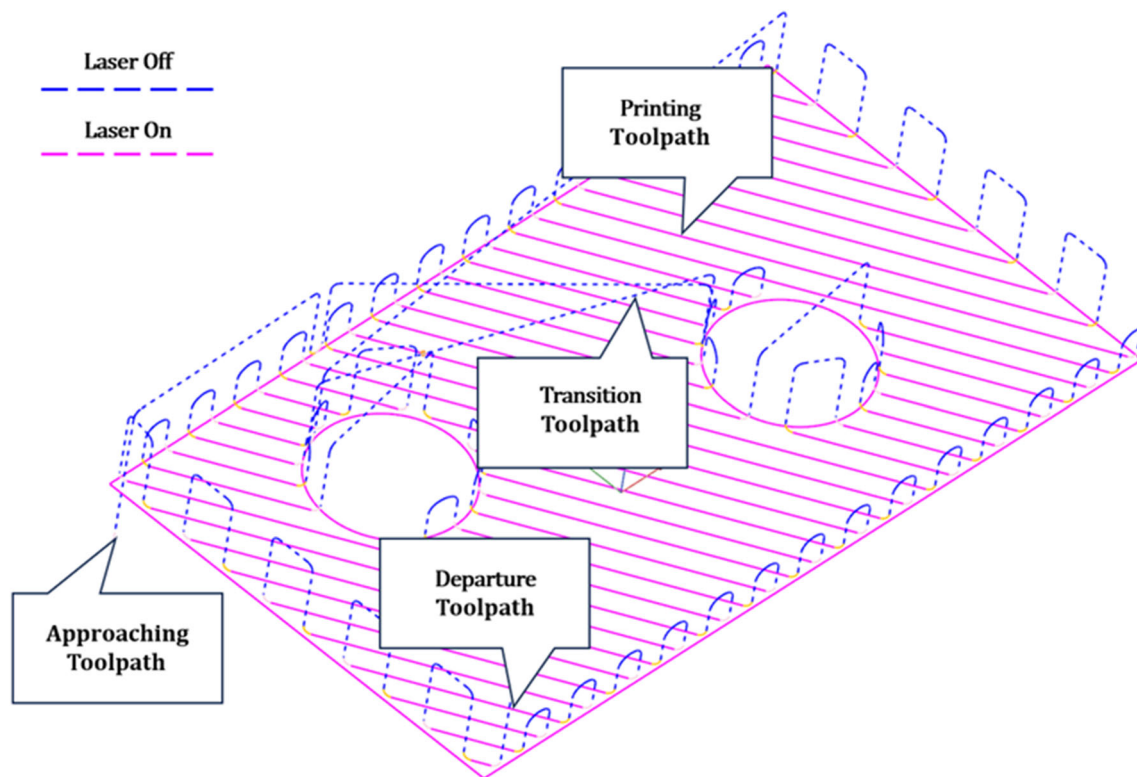 Laser Off
Laser On
Printing
Toolpath
Transition
Toolpath
Departure
Toolpath
Approaching
Toolpath